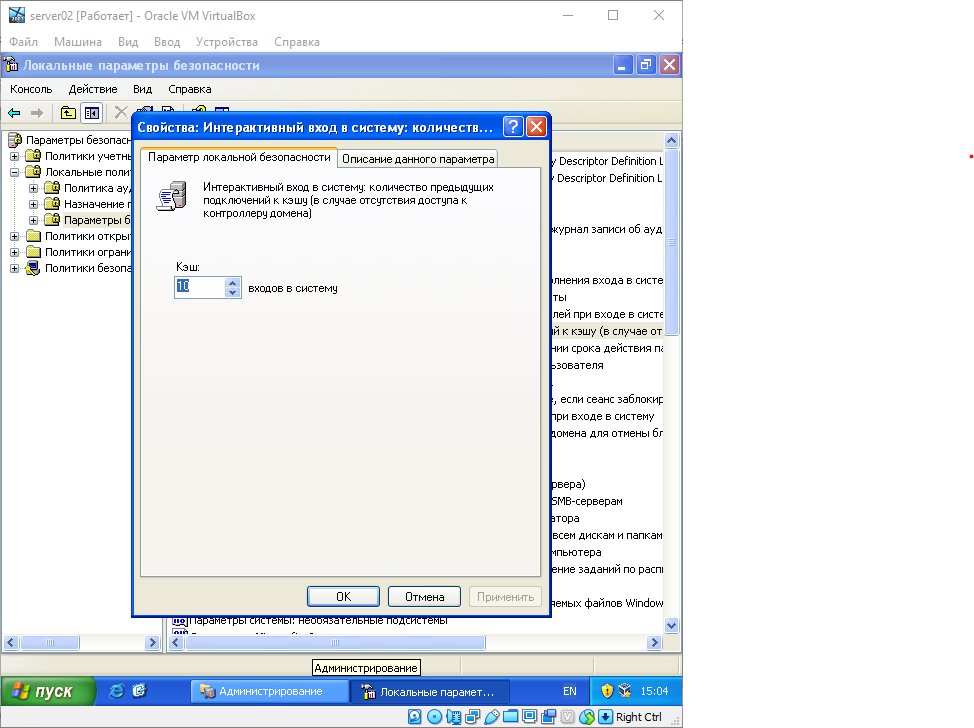 server02 [Работает] - Oracle VM VirtualBox
Файл Машина Вид Ввод Устройства Справка
Локальные параметры безопасности
Консоль Действие Вид Справка
Свойства: Интерактивный вход в систему: количеств...
Параметр локальной безопасности Описание данного параметра
Параметры безопасн
Политики учетны
Локальные полит
Политика ауд
Назначение п
Параметры б
Политики откры
Политики ограни
Политики безопа
Интерактивный вход в систему: количество предыдущих
подключений к кэшу (в случае отсутствия доступа к
контроллеру домена)
Кэш:
10 входов в систему
y Descriptor Definition L
y Descriptor Definition L
журнал записи об ауд
лнения входа в систе
ты
лей при входе в систе
й к кэшу (в случае от
нии срока действия па
ьзователя
, если сеанс заблокир
при входе в систему
домена для отмены бл
рвера)
SMB-серверам
атора
всем дискам и папкам
мпьютера
ение заданий по расп
яемых файлов Window
OK Отмена Применить
Параметры системы: необязательные подсистемы
Администрирование
пуск Администрирование Локальные парамет... EN 15:04
Right Ctrl